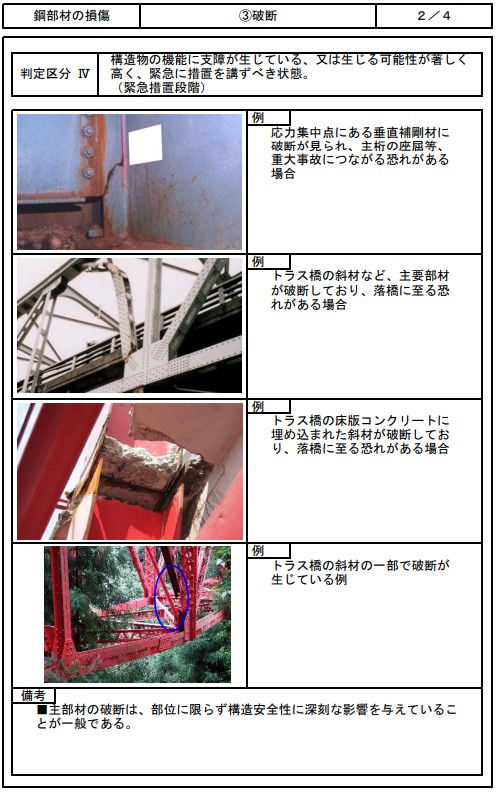 鋼部材の損傷 ③破断 ２／４
判定区分 Ⅳ
構造物の機能に支障が生じている、又は生じる可能性が著しく
高く、緊急に措置を講ずべき状態。
（緊急措置段階）
例
応力集中点にある垂直補剛材に
破断が見られ、主桁の座屈等、
重大事故につながる恐れがある
場合
例
トラス橋の斜材など、主要部材
が破断しており、落橋に至る恐
れがある場合
例
トラス橋の床版コンクリートに
埋め込まれた斜材が破断してお
り、落橋に至る恐れがある場合
例
トラス橋の斜材の一部で破断が
生じている例
備考
■主部材の破断は、部位に限らず構造安全性に深刻な影響を与えているこ
とが一般である。